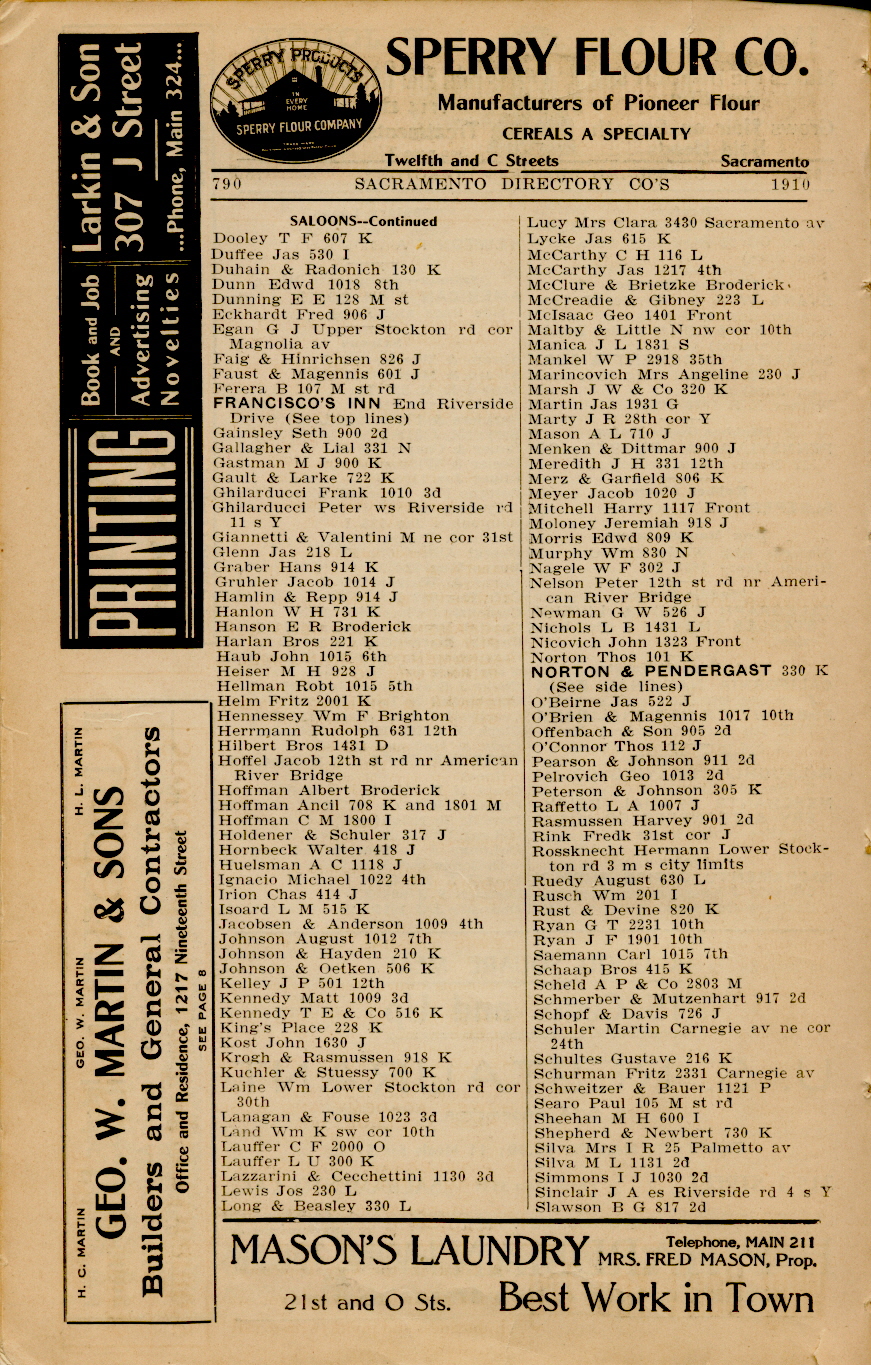 SPERRY PRODUCTS
IN
EVERY
HOME
SPERRY FLOUR COMPANY
TRADE MARK
SPERRY FLOUR CO.
Manufacturers of Pioneer Flour
CEREALS A SPECIALTY
Twelfth and C Streets Sacramento
790 SACRAMENTO DIRECTORY CO'S 1910
Larkin & Son
307 J Street
...Phone, Main 324...
Book and Job
AND
Advertising
Novelties
PRINTING
H. C. MARTIN GEO. W. MARTIN H. L. MARTIN
GEO. W. MARTIN & SONS
Builders and General Contractors
Office and Residence, 1217 Nineteenth Street
SEE PAGE 8
SALOONS--Continued
Dooley T F 607 K
Duffee Jas 530 I
Duhain & Radonich 130 K
Dunn Edwd 1018 8th
Dunning E E 128 M st
Eckhardt Fred 906 J
Egan G J Upper Stockton rd cor
Magnolia av
Faig & Hinrichsen 826 J
Faust & Magennis 601 J
Ferera B 107 M st rd
FRANCISCO'S INN End Riverside
Drive (See top lines)
Gainsley Seth 900 2d
Gallagher & Lial 331 N
Gastman M J 900 K
Gault & Larke 722 K
Ghilarducci Frank 1010 3d
Ghilarducci Peter ws Riverside rd
11 s Y
Giannetti & Valentini M ne cor 31st
Glenn Jas 218 L
Graber Hans 914 K
Gruhler Jacob 1014 J
Hamlin & Repp 914 J
Hanlon W H 731 K
Hanson E R Broderick
Harlan Bros 221 K
Haub John 1015 6th
Heiser M H 928 J
Hellman Robt 1015 5th
Helm Fritz 2001 K
Hennessey Wm F Brighton
Herrmann Rudolph 631 12th
Hilbert Bros 1431 D
Hoffel Jacob 12th st rd nr American
River Bridge
Hoffman Albert Broderick
Hoffman Ancil 708 K and 1801 M
Hoffman C M 1800 I
Holdener & Schuler 317 J
Hornbeck Walter 418 J
Huelsman A C 1118 J
Ignacio Michael 1022 4th
Irion Chas 414 J
Isoard L M 515 K
Jacobsen & Anderson 1009 4th
Johnson August 1012 7th
Johnson & Hayden 210 K
Johnson & Oetken 506 K
Kelley J P 501 12th
Kennedy Matt 1009 3d
Kennedy T E & Co 516 K
King's Place 228 K
Kost John 1630 J
Krogh & Rasmussen 918 K
Kuchler & Stuessy 700 K
Laine Wm Lower Stockton rd cor
30th
Lanagan & Fouse 1023 3d
Land Wm K sw cor 10th
Lauffer C F 2000 O
Lauffer L U 300 K
Lazzarini & Cecchettini 1130 3d
Lewis Jos 230 L
Long & Beasley 330 L
Lucy Mrs Clara 3430 Sacramento av
Lycke Jas 615 K
McCarthy C H 116 L
McCarthy Jas 1217 4th
McClure & Brietzke Broderick
McCreadie & Gibney 223 L
McIsaac Geo 1401 Front
Maltby & Little N nw cor 10th
Manica J L 1831 S
Mankel W P 2918 35th
Marincovich Mrs Angeline 230 J
Marsh J W & Co 320 K
Martin Jas 1931 G
Marty J R 28th cor Y
Mason A L 710 J
Menken & Dittmar 900 J
Meredith J H 331 12th
Merz & Garfield 806 K
Meyer Jacob 1020 J
Mitchell Harry 1117 Front
Moloney Jeremiah 918 J
Morris Edwd 809 K
Murphy Wm 830 N
Nagele W F 302 J
Nelson Peter 12th st rd nr Ameri-
can River Bridge
Newman G W 526 J
Nichols L B 1431 L
Nicovich John 1323 Front
Norton Thos 101 K
NORTON & PENDERGAST 330 K
(See side lines)
O'Beirne Jas 522 J
O'Brien & Magennis 1017 10th
Offenbach & Son 905 2d
O'Connor Thos 112 J
Pearson & Johnson 911 2d
Pelrovich Geo 1013 2d
Peterson & Johnson 305 K
Raffetto L A 1007 J
Rasmussen Harvey 901 2d
Rink Fredk 31st cor J
Rossknecht Hermann Lower Stock-
ton rd 3 m s city limits
Ruedy August 630 L
Rusch Wm 201 I
Rust & Devine 820 K
Ryan G T 2231 10th
Ryan J F 1901 10th
Saemann Carl 1015 7th
Schaap Bros 415 K
Scheld A P & Co 2803 M
Schmerber & Mutzenhart 917 2d
Schopf & Davis 726 J
Schuler Martin Carnegie av ne cor
24th
Schultes Gustave 216 K
Schurman Fritz 2331 Carnegie av
Schweitzer & Bauer 1121 P
Searo Paul 105 M st rd
Sheehan M H 600 I
Shepherd & Newbert 730 K
Silva Mrs I R 25 Palmetto av
Silva M L 1131 2d
Simmons I J 1030 2d
Sinclair J A es Riverside rd 4 s Y
Slawson B G 817 2d
MASON'S LAUNDRY
Telephone, MAIN 211
MRS. FRED MASON, Prop.
21st and O Sts. Best Work in Town